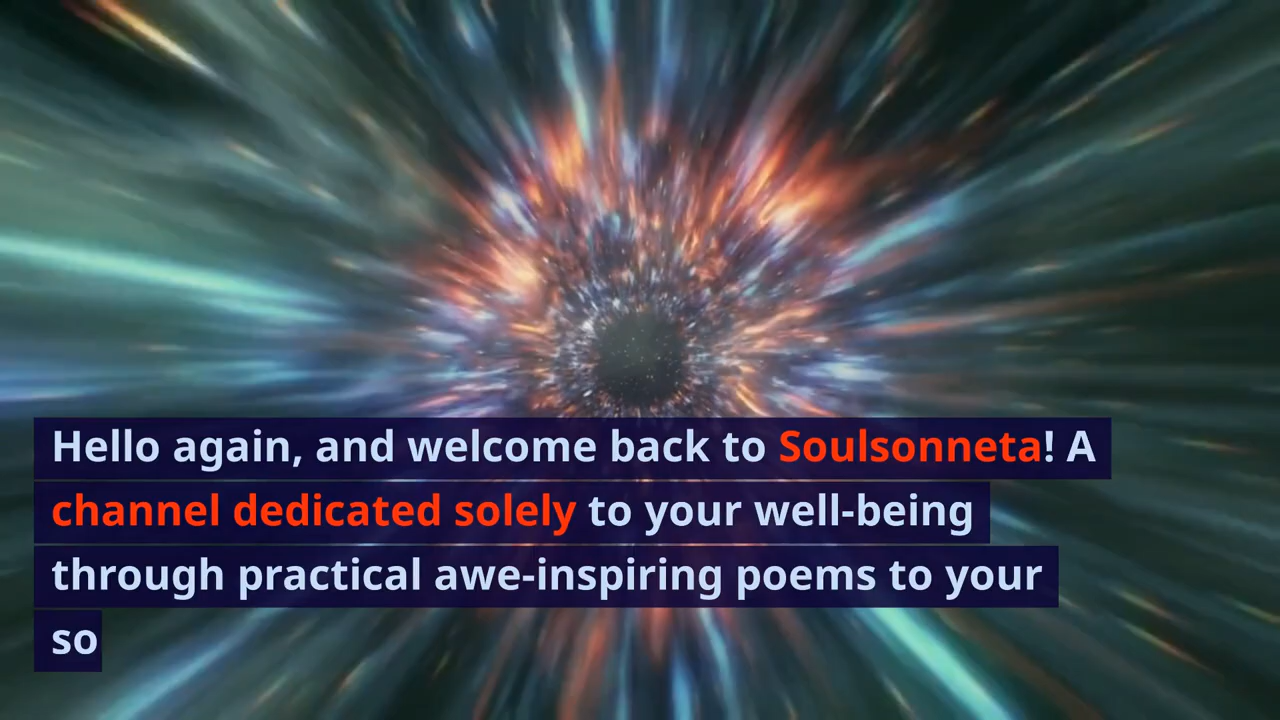 Hello again, and welcome back to Soulsonneta! A
channel dedicated solely to your well-being
through practical awe-inspiring poems to your
so